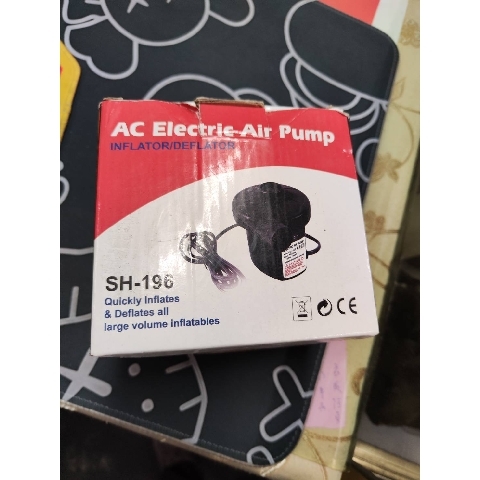 AC Electric Air Pump
INFLATOR/DEFLATOR
SH-196
Quickly Inflates
& Deflates all
large volume inflatables
CE